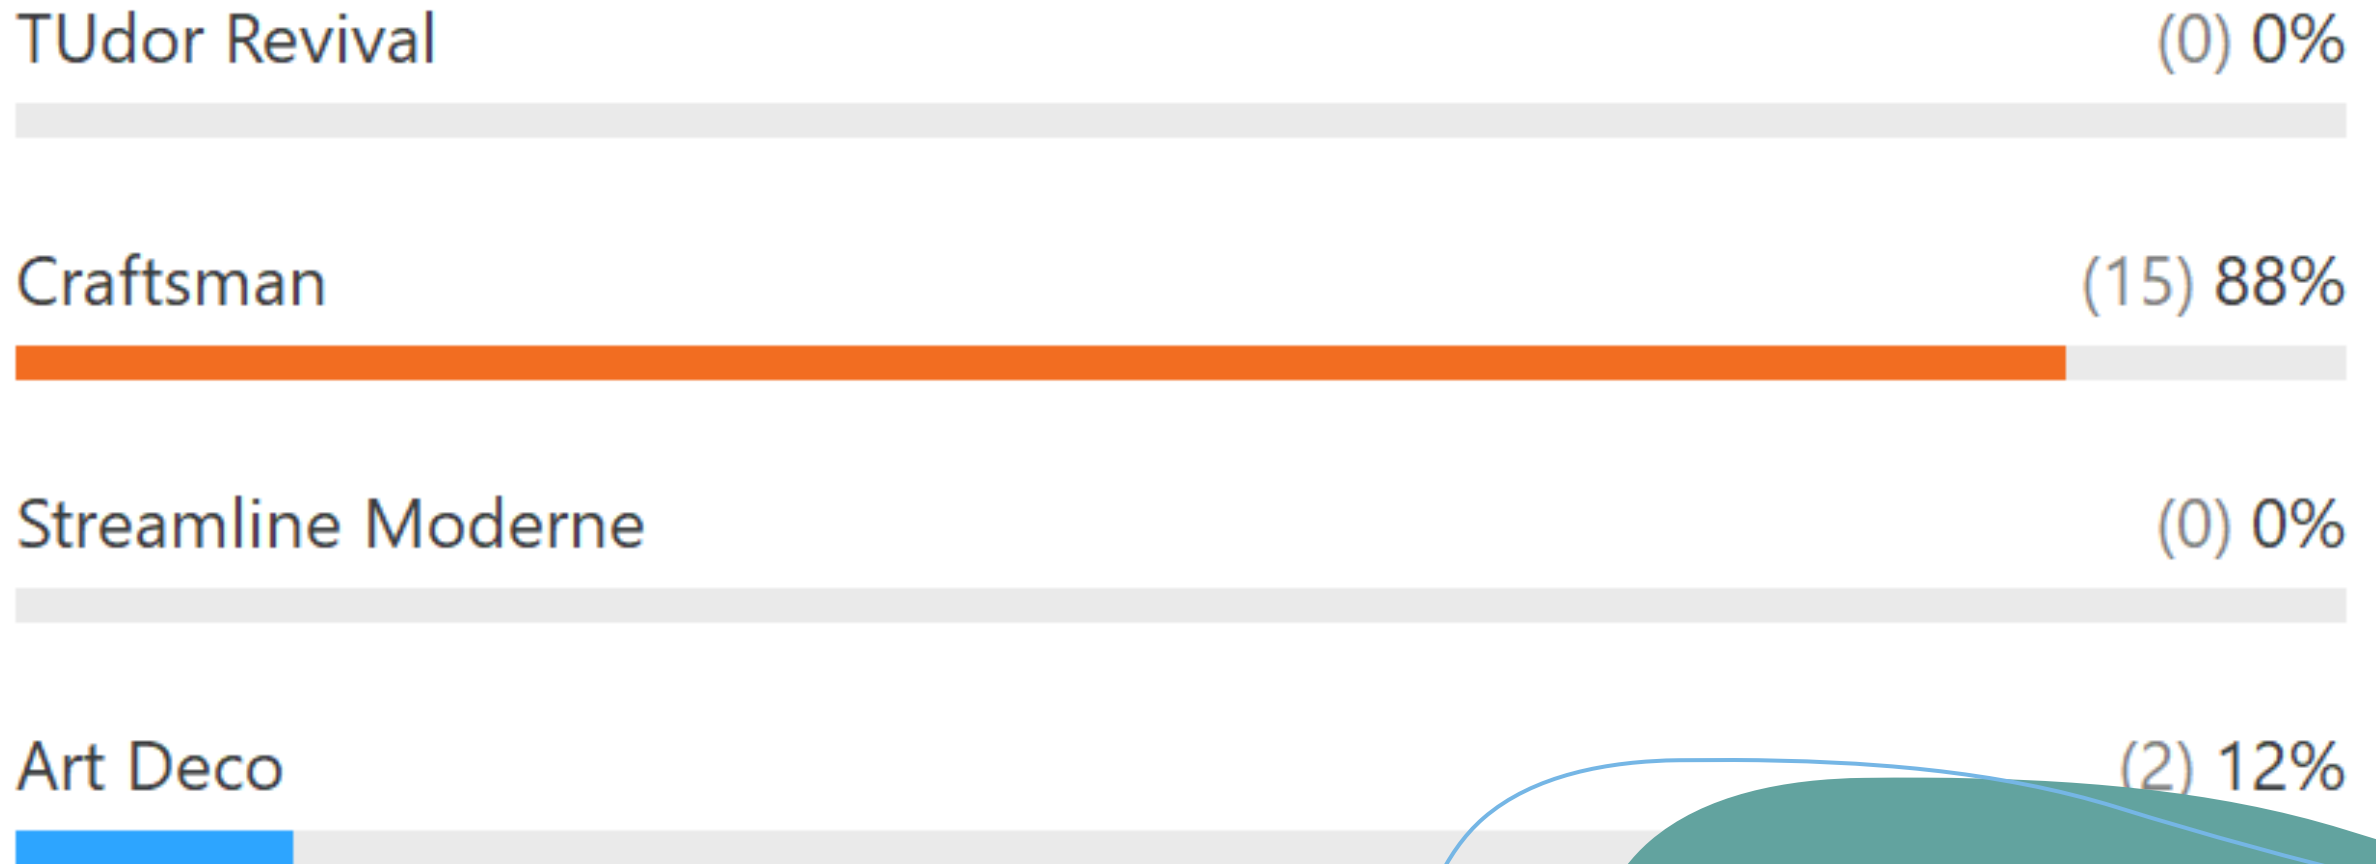 TUdor Revival (0) 0%
Craftsman (15) 88%
Streamline Moderne (0) 0%
Art Deco (2) 12%